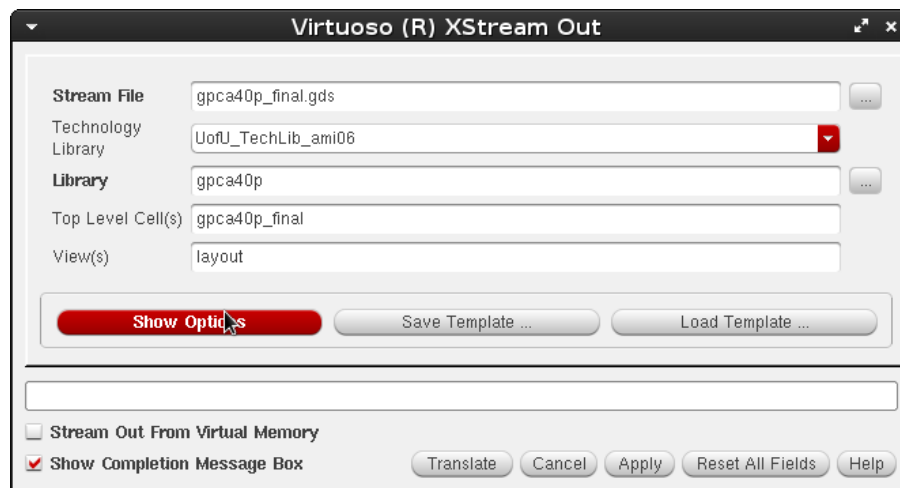 Virtuoso (R) XStream Out
Stream File gpca40p_final.gds ...
Technology
Library UofU_TechLib_ami06
Library gpca40p ...
Top Level Cell(s) gpca40p_final
View(s) layout
Show Options Save Template ... Load Template ...
Stream Out From Virtual Memory
Show Completion Message Box Translate Cancel Apply Reset All Fields Help